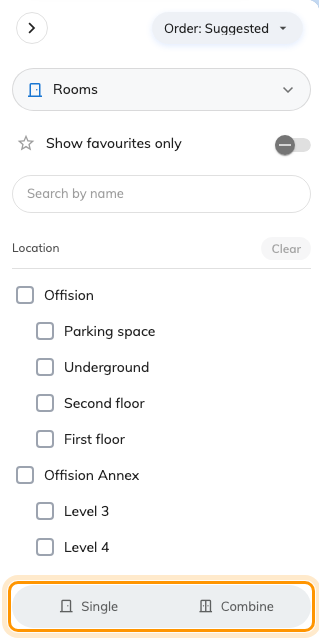 Order: Suggested
Rooms
Show favourites only
Search by name
Location
Clear
Offision
Parking space
Underground
Second floor
First floor
Offision Annex
Level 3
Level 4
Single
Combine